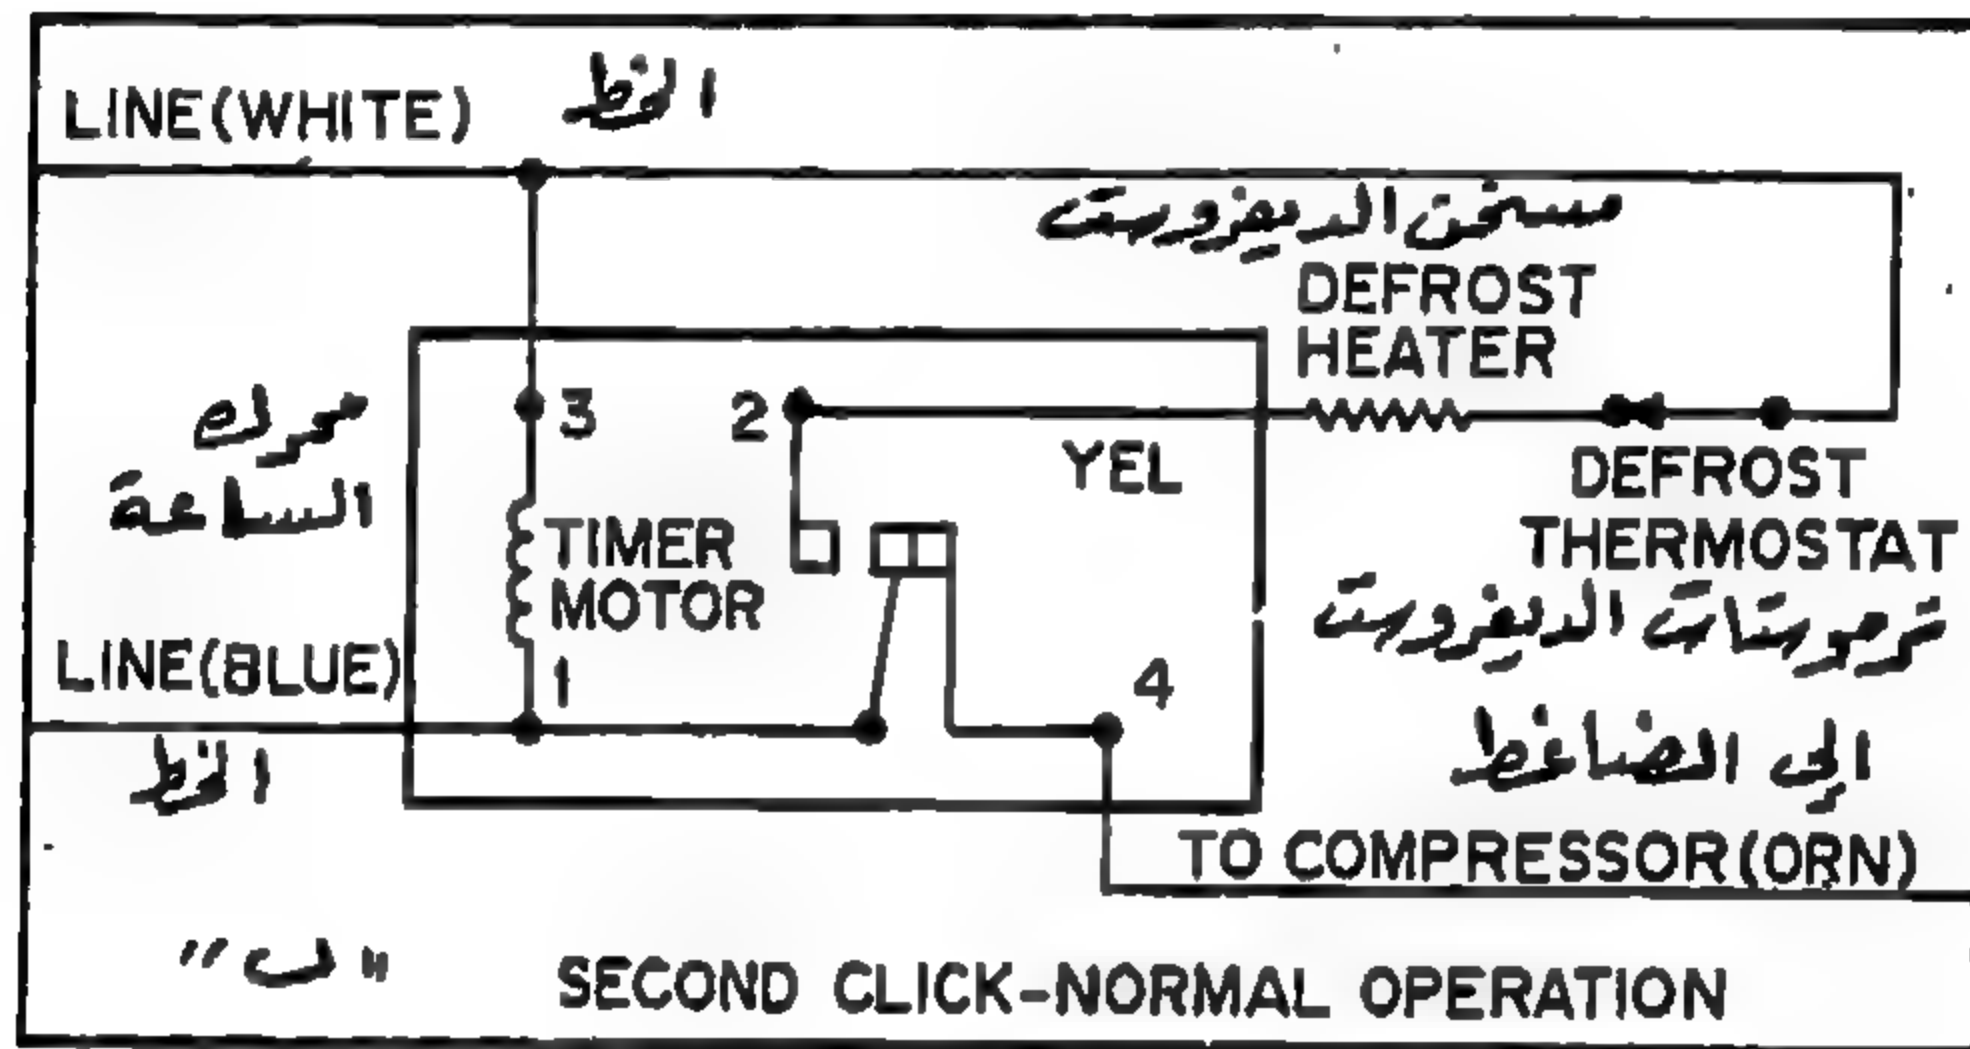 LINE(WHITE) الخط
مسخن الديفروست
DEFROST
HEATER
محرك
الساعة
3
2
YEL
TIMER
MOTOR
DEFROST
THERMOSTAT
ترموستات الديفروست
LINE(BLUE)
1
4
الخط
الى الضاغط
TO COMPRESSOR(ORN)
"ب" SECOND CLICK-NORMAL OPERATION